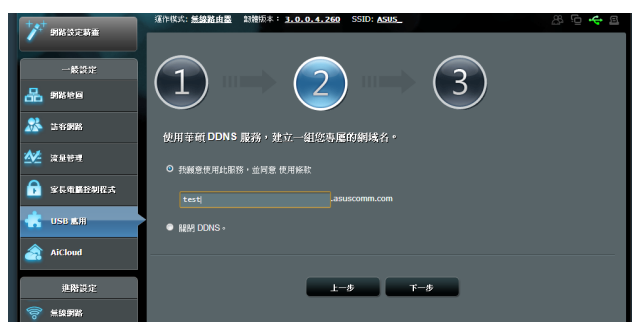 運作模式: 無線路由器 韌體版本: 3.0.0.4.260 SSID: ASUS_
網路設定精靈
一般設定
網路地圖
訪客網路
流量管理
家長電腦控制程式
USB 應用
AiCloud
進階設定
無線網路
1
2
3
使用華碩 DDNS 服務，建立一組您專屬的網域名。
我願意使用此服務，並同意 使用條款
test
.asuscomm.com
關閉 DDNS。
上一步
下一步